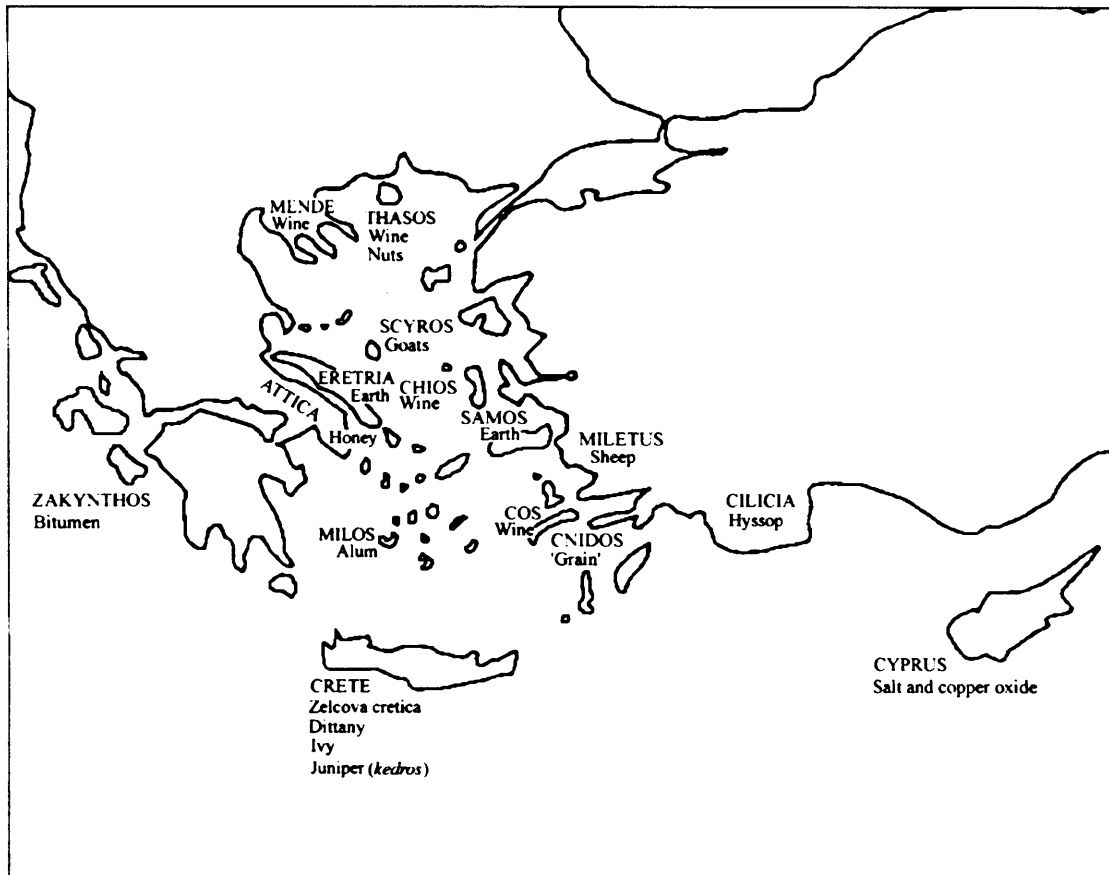 MENDE
Wine
THASOS
Wine
Nuts
SCYROS
Goats
ERETRIA
Earth
CHIOS
Wine
ATTICA
Honey
SAMOS
Earth
MILETUS
Sheep
ZAKYNTHOS
Bitumen
MILOS
Alum
COS
Wine
CNIDOS
'Grain'
CILICIA
Hyssop
CRETE
Zelcova cretica
Dittany
Ivy
Juniper (kedros)
CYPRUS
Salt and copper oxide